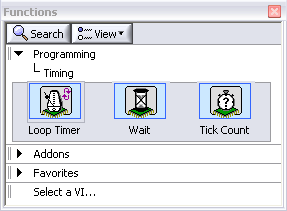 Functions
Search View
Programming
Timing
Loop Timer Wait Tick Count
Addons
Favorites
Select a VI...